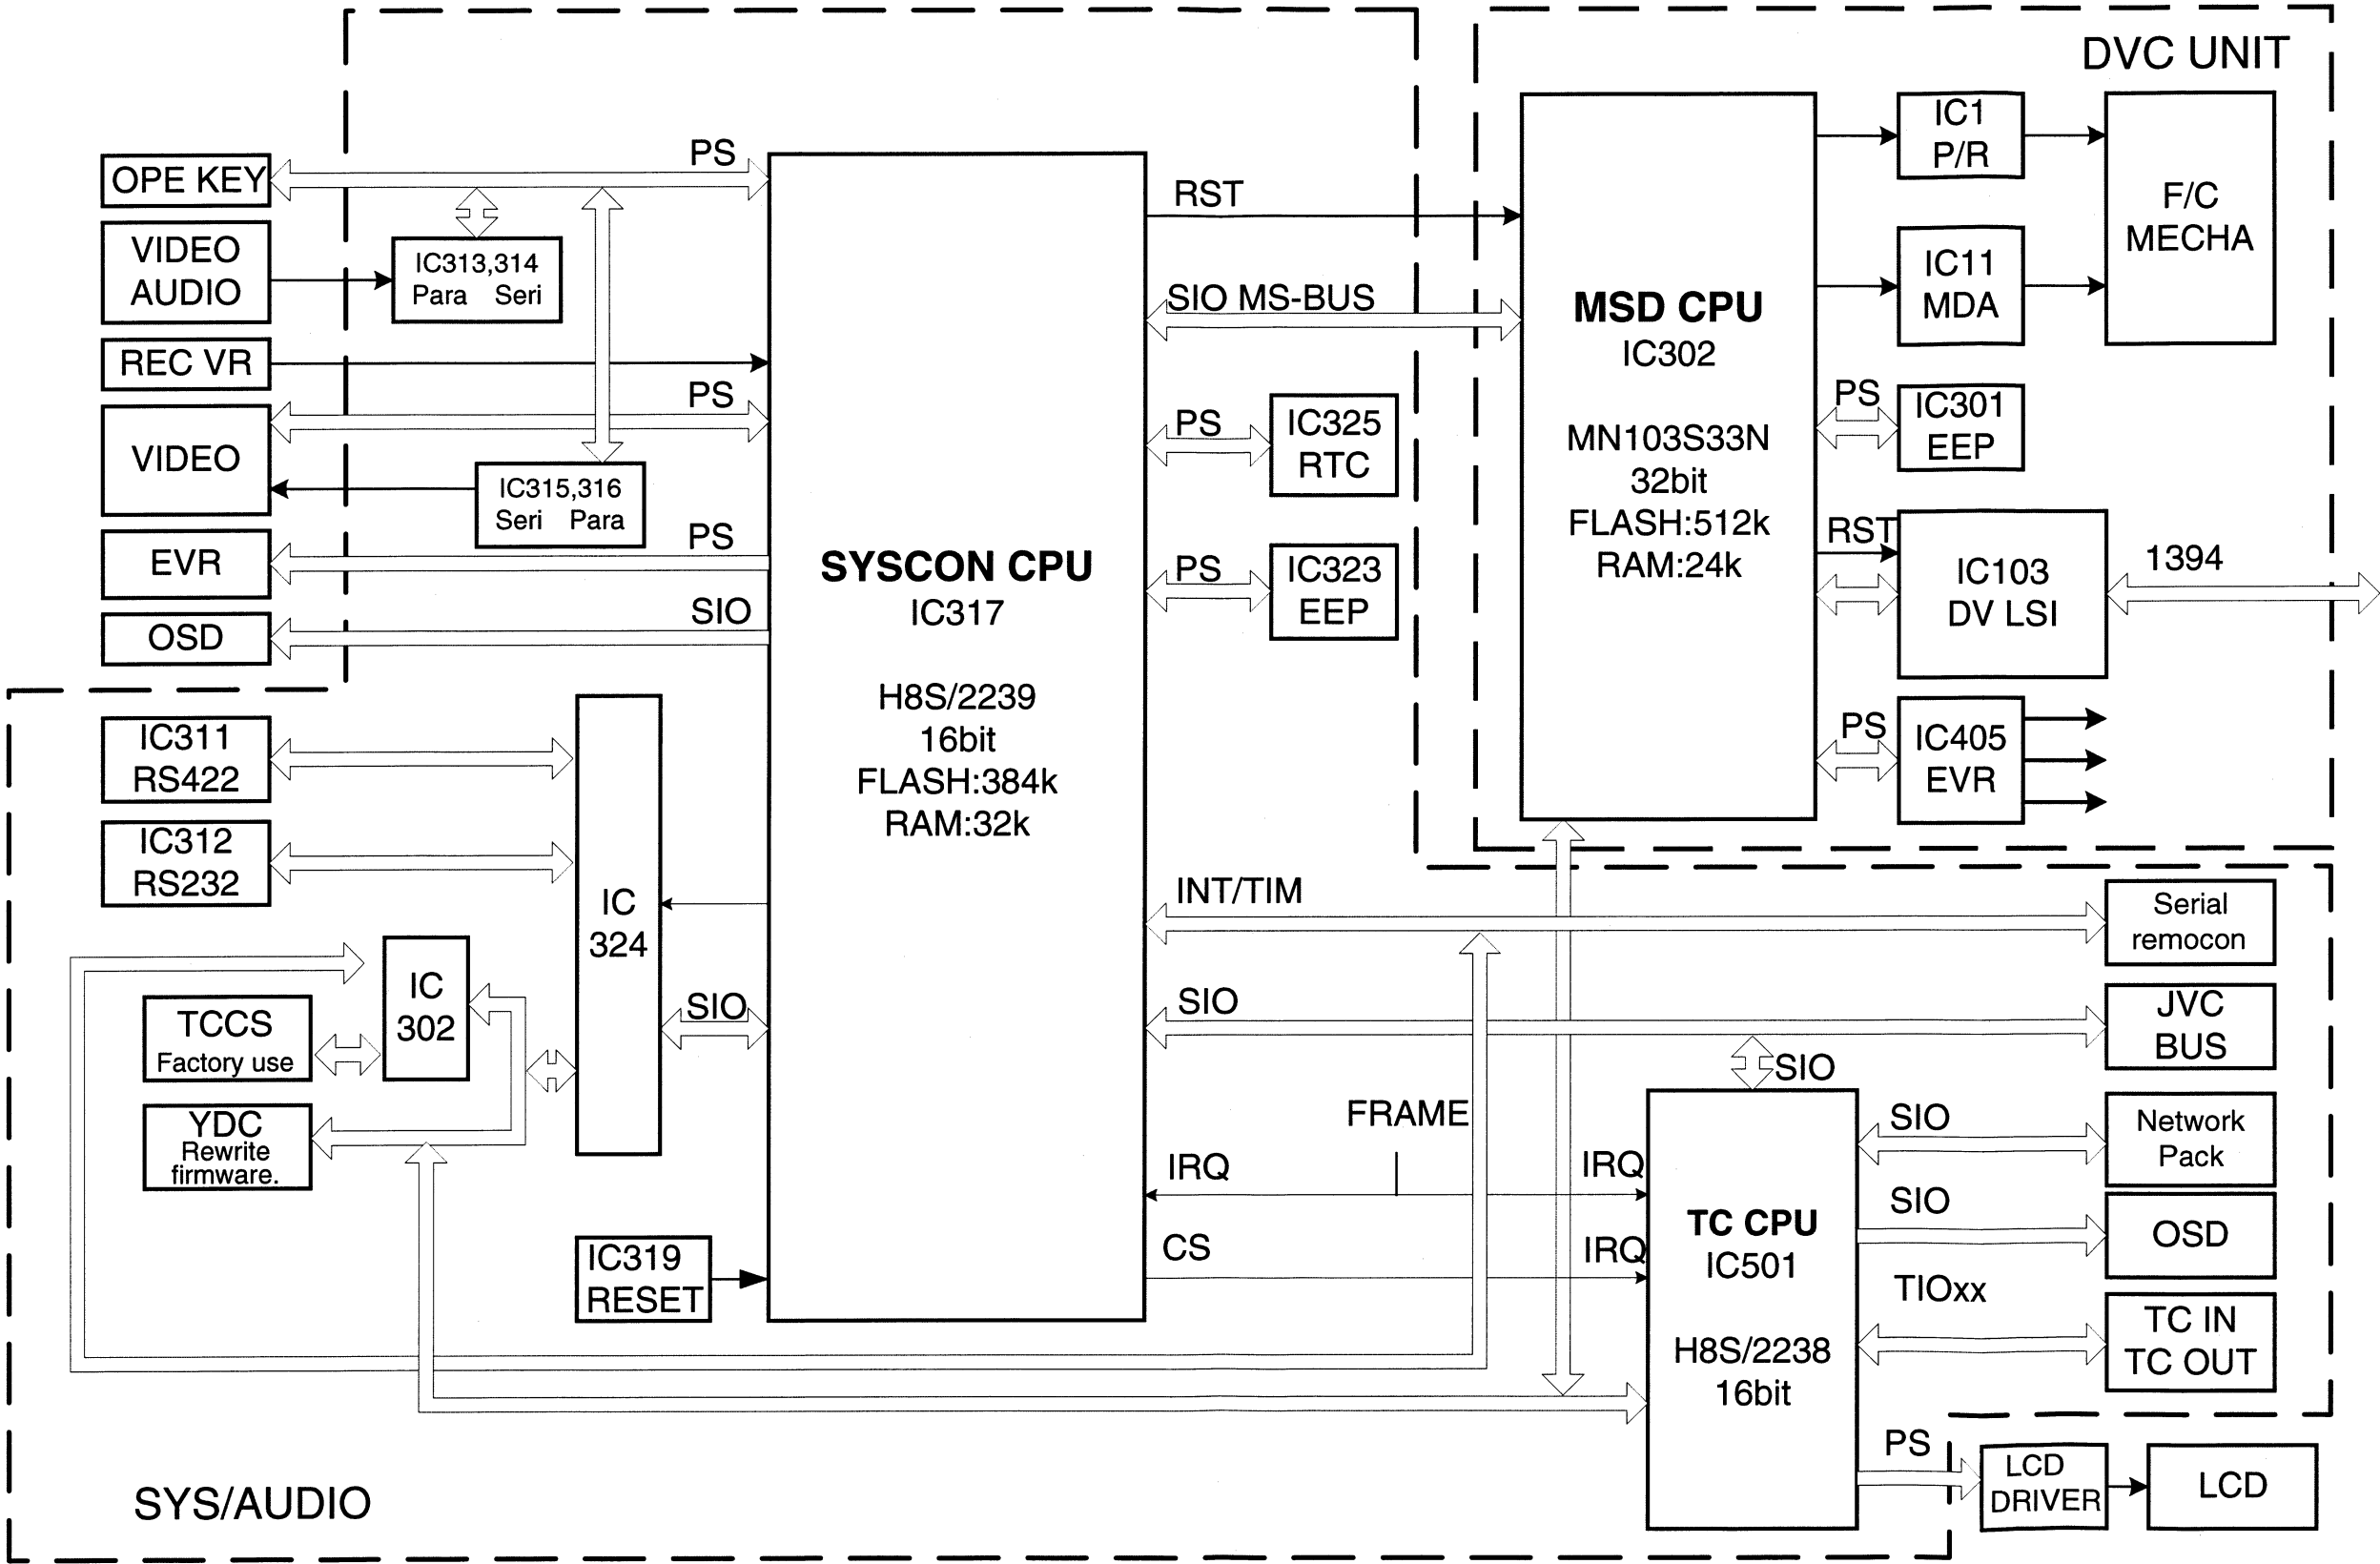 DVC UNIT
OPE KEY
PS
VIDEO
AUDIO
IC313,314
Para Seri
REC VR
PS
VIDEO
IC315,316
Seri Para
EVR
PS
OSD
SIO
SYSCON CPU
IC317
H8S/2239
16bit
FLASH:384k
RAM:32k
RST
SIO MS-BUS
PS
IC325
RTC
PS
IC323
EEP
MSD CPU
IC302
MN103S33N
32bit
FLASH:512k
RAM:24k
IC1
P/R
IC11
MDA
F/C
MECHA
PS
IC301
EEP
RST
IC103
DV LSI
1394
PS
IC405
EVR
IC311
RS422
IC312
RS232
IC
324
IC
302
TCCS
Factory use
YDC
Rewrite
firmware.
SIO
IC319
RESET
INT/TIM
Serial
remocon
SIO
JVC
BUS
SIO
FRAME
IRQ
IRQ
CS
IRQ
TC CPU
IC501
H8S/2238
16bit
SIO
Network
Pack
SIO
OSD
TIOxx
TC IN
TC OUT
PS
LCD
DRIVER
LCD
SYS/AUDIO